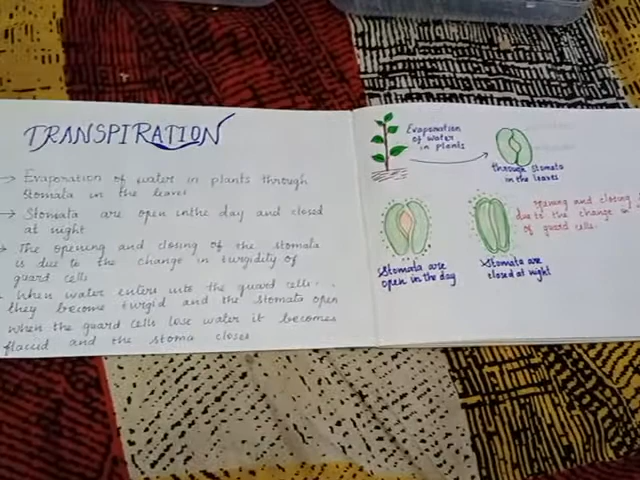 TRANSPIRATION
→ Evaporation of water in plants through
Stomata in the leaves
→ Stomata are open in the day and closed
at night
→ The opening and closing of the stomata
is due to the change in turgidity of
guard cells
When water enters into the guard cells,
they become turgid and the stomata open
when the guard cells lose water it becomes
flaccid and the stoma closes
Evaporation
of water
in plants
through stomata
in the leaves
opening and closing
due to the change in
of guard cells.
Stomata are
open in the day
Stomata are
closed at night